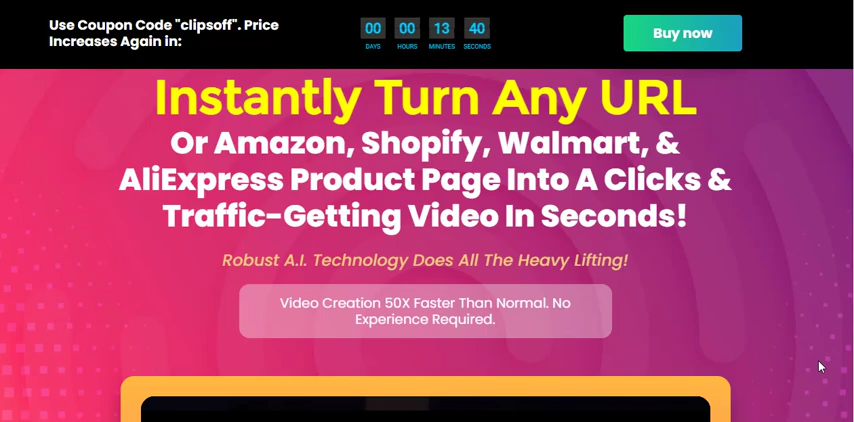 Use Coupon Code "clipsoff". Price
Increases Again in:
00 00 13 40
DAYS HOURS MINUTES SECONDS
Buy now
Instantly Turn Any URL
Or Amazon, Shopify, Walmart, &
AliExpress Product Page Into A Clicks &
Traffic-Getting Video In Seconds!
Robust A.I. Technology Does All The Heavy Lifting!
Video Creation 50X Faster Than Normal. No
Experience Required.